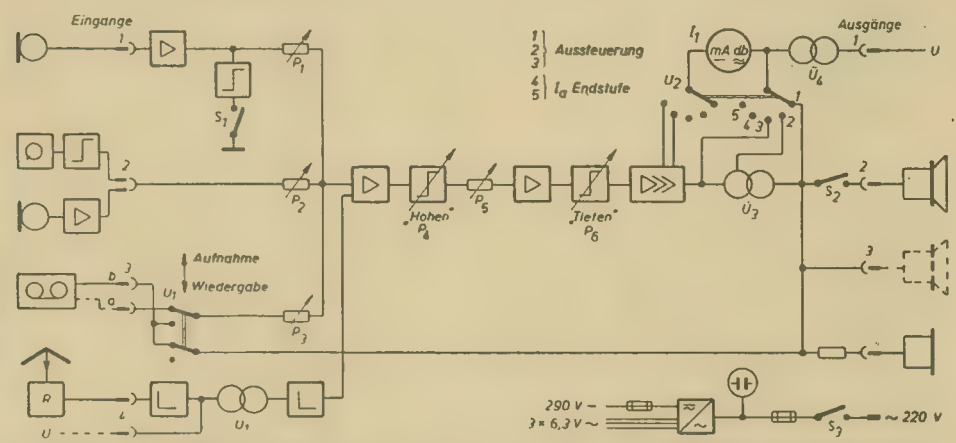 Eingänge
1
P1
S1
2
P2
Aufnahme
Wiedergabe
b
3
a
U1
P3
R
4
U
Ü1
"Höhen"
P4
P5
"Tiefen"
P6
1
2
3
Aussteuerung
4
5
Ia Endstufe
I1
mA db
U2
5
4
3
2
1
Ü3
Ausgänge
1
U
Ü4
S2
2
3
290 V –
3 × 6,3 V ~
S3
~ 220 V